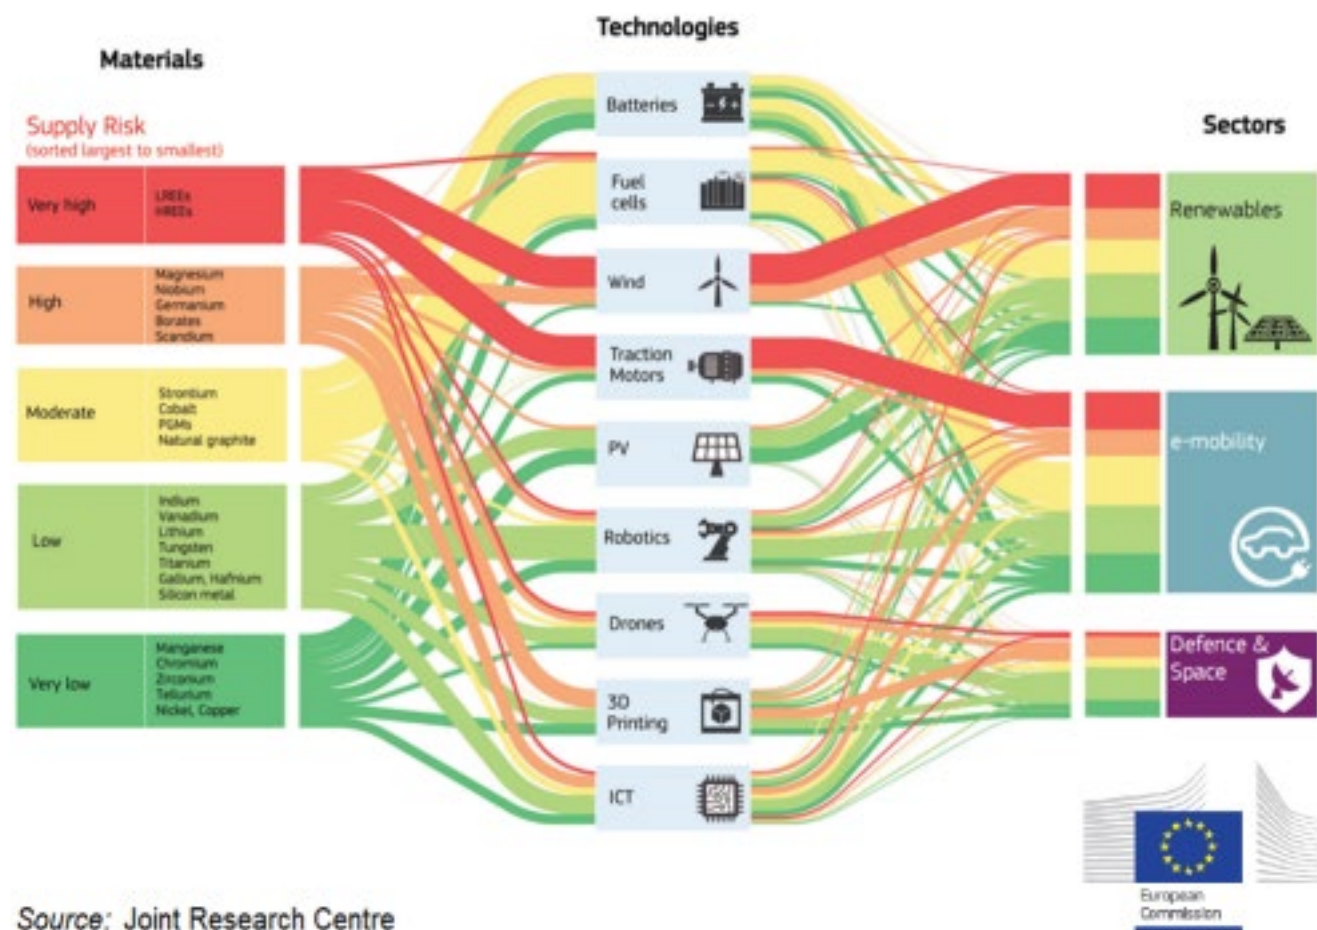 Technologies
Materials
Supply Risk
(sorted largest to smallest)
Sectors
Very high
LREEs
HREEs
High
Magnesium
Niobium
Germanium
Borates
Scandium
Moderate
Strontium
Cobalt
PGMs
Natural graphite
Low
Indium
Vanadium
Lithium
Tungsten
Titanium
Gallium, Hafnium
Silicon metal
Very low
Manganese
Chromium
Zirconium
Tellurium
Nickel, Copper
Batteries
Fuel
cells
Wind
Traction
Motors
PV
Robotics
Drones
3D
Printing
ICT
Renewables
e-mobility
Defence &
Space
European
Commission
Source: Joint Research Centre